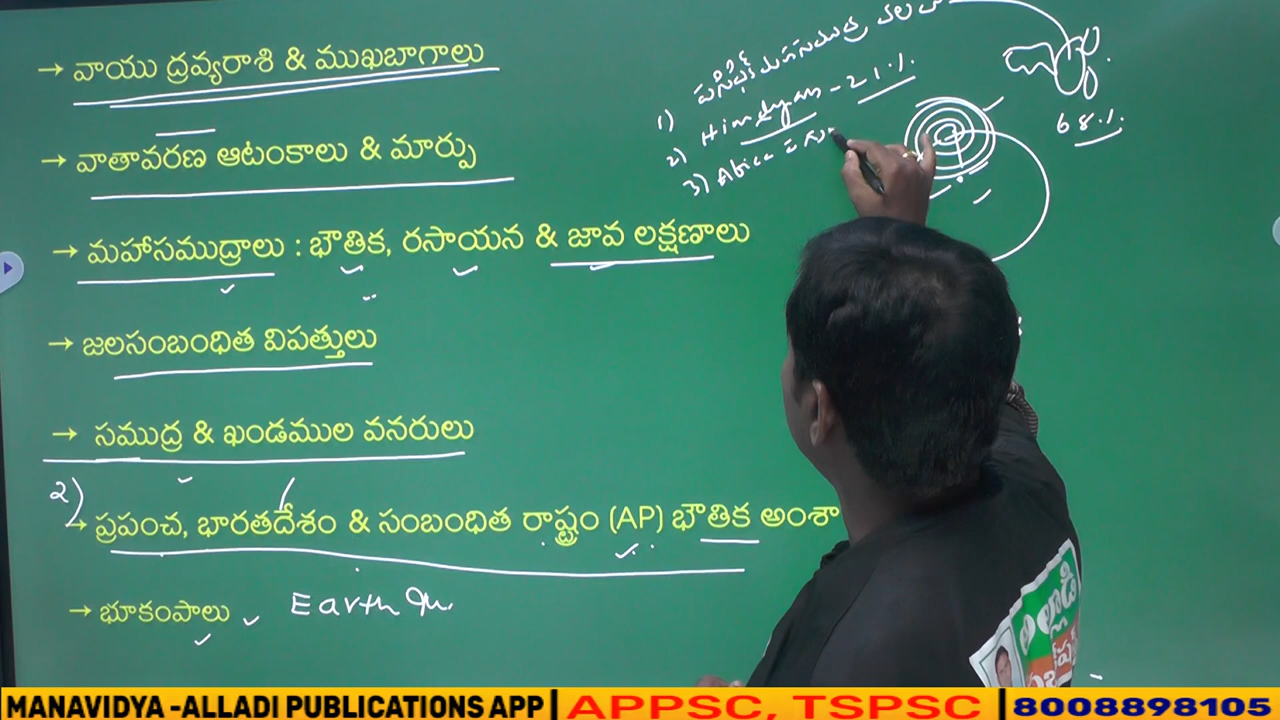 → వాయు ద్రవ్యరాశి & ముఖబాగాలు
→ వాతావరణ ఆటంకాలు & మార్పు
→ మహాసముద్రాలు : భౌతిక, రసాయన & జావ లక్షణాలు
→ జలసంబంధిత విపత్తులు
→ సముద్ర & ఖండముల వనరులు
2)
→ ప్రపంచ, భారతదేశం & సంబంధిత రాష్ట్రం (AP) భౌతిక అంశా
→ భూకంపాలు Earth Qu
1) పసిఫిక్ మహాసముద్ర వలయ
68%
2) Himalyan - 21%
3)
అల్లాడి
MANAVIDYA -ALLADI PUBLICATIONS APP | APPSC, TSPSC | 8008898105